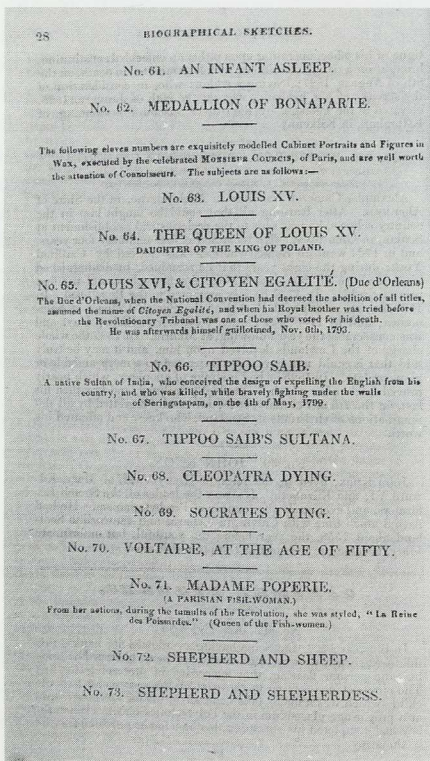 28
BIOGRAPHICAL SKETCHES.
No. 61. AN INFANT ASLEEP.
No. 62. MEDALLION OF BONAPARTE.
The following eleven numbers are exquisitely modelled Cabinet Portraits and Figures in
Wax, executed by the celebrated MONSIEUR COURCIS, of Paris, and are well worth
the attention of Connoisseurs. The subjects are as follows:—
No. 63. LOUIS XV.
No. 64. THE QUEEN OF LOUIS XV.
DAUGHTER OF THE KING OF POLAND.
No. 65. LOUIS XVI, & CITOYEN EGALITÉ. (Duc d'Orleans)
The Duc d'Orleans, when the National Convention had decreed the abolition of all titles,
assumed the name of Citoyen Egalité, and when his Royal brother was tried before
the Revolutionary Tribunal was one of those who voted for his death.
He was afterwards himself guillotined, Nov. 6th, 1793.
No. 66. TIPPOO SAIB.
A native Sultan of India, who conceived the design of expelling the English from his
country, and who was killed, while bravely fighting under the walls
of Seringatapam, on the 4th of May, 1799.
No. 67. TIPPOO SAIB'S SULTANA.
No. 68. CLEOPATRA DYING.
No. 69. SOCRATES DYING.
No. 70. VOLTAIRE, AT THE AGE OF FIFTY.
No. 71. MADAME POPERIE.
(A PARISIAN FISH-WOMAN.)
From her actions, during the tumults of the Revolution, she was styled, "La Reine
des Poissardes." (Queen of the Fish-women.)
No. 72. SHEPHERD AND SHEEP.
No. 73. SHEPHERD AND SHEPHERDESS.